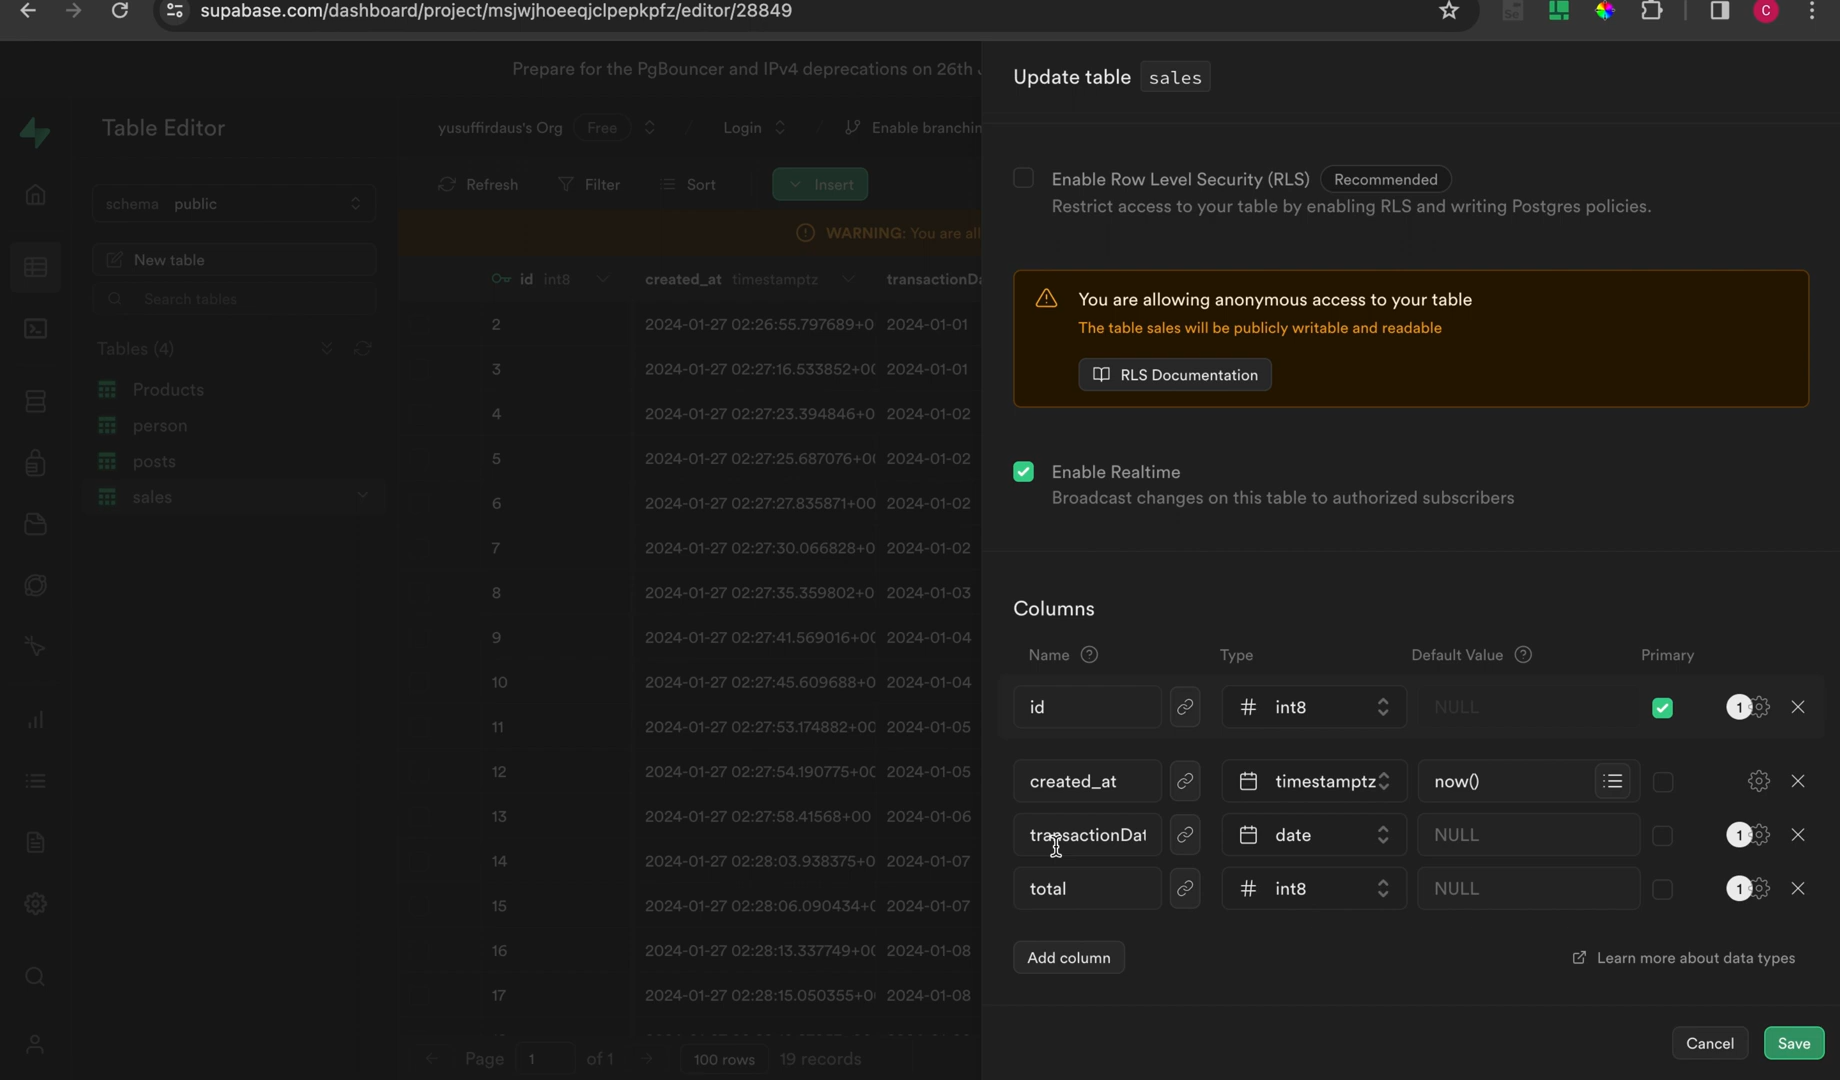 supabase.com/dashboard/project/msjwjhoeeqjclpepkpfz/editor/28849
C
Prepare for the PgBouncer and IPv4 deprecations on 26th
Table Editor
yusuffirdaus's Org Free Login Enable branchin
schema public
Refresh Filter Sort Insert
WARNING: You are all
New table
Search tables
Tables (4)
Products
person
posts
sales
id int8 created_at timestamptz transactionDa
2 2024-01-27 02:26:55.797689+0 2024-01-01
3 2024-01-27 02:27:16.533852+0( 2024-01-01
4 2024-01-27 02:27:23.394846+0 2024-01-02
5 2024-01-27 02:27:25.687076+0( 2024-01-02
6 2024-01-27 02:27:27.835871+00 2024-01-02
7 2024-01-27 02:27:30.066828+0 2024-01-02
8 2024-01-27 02:27:35.359802+0 2024-01-03
9 2024-01-27 02:27:41.569016+0( 2024-01-04
10 2024-01-27 02:27:45.609688+0 2024-01-04
11 2024-01-27 02:27:53.174882+00 2024-01-05
12 2024-01-27 02:27:54.190775+0( 2024-01-05
13 2024-01-27 02:27:58.41568+00 2024-01-06
14 2024-01-27 02:28:03.938375+0 2024-01-07
15 2024-01-27 02:28:06.090434+( 2024-01-07
16 2024-01-27 02:28:13.337749+00 2024-01-08
17 2024-01-27 02:28:15.050355+0 2024-01-08
Page 1 of 1 100 rows 19 records
Update table sales
Enable Row Level Security (RLS) Recommended
Restrict access to your table by enabling RLS and writing Postgres policies.
You are allowing anonymous access to your table
The table sales will be publicly writable and readable
RLS Documentation
Enable Realtime
Broadcast changes on this table to authorized subscribers
Columns
Name Type Default Value Primary
id # int8 NULL 1
created_at timestamptz now()
transactionDat date NULL 1
total # int8 NULL 1
Add column Learn more about data types
Cancel Save